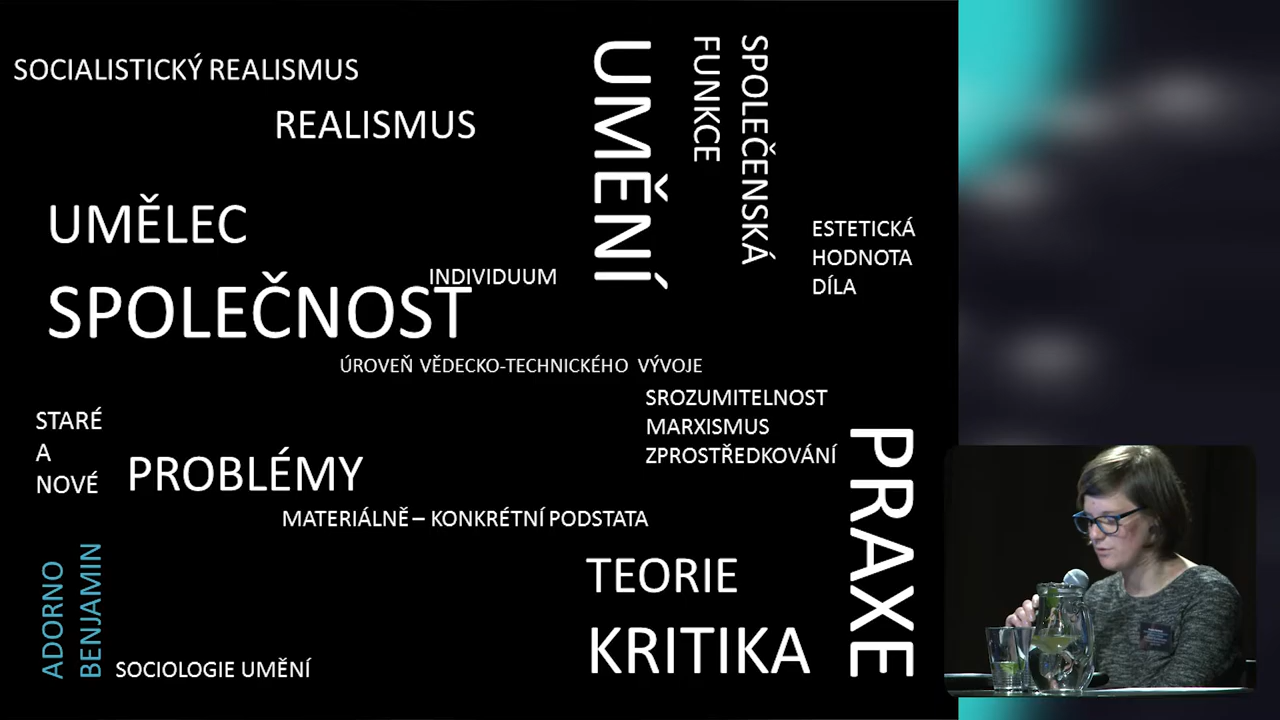 SOCIALISTICKÝ REALISMUS
REALISMUS
UMĚNÍ
SPOLEČENSKÁ
FUNKCE
UMĚLEC
ESTETICKÁ
HODNOTA
DÍLA
INDIVIDUUM
SPOLEČNOST
ÚROVEŇ VĚDECKO-TECHNICKÉHO VÝVOJE
SROZUMITELNOST
MARXISMUS
ZPROSTŘEDKOVÁNÍ
STARÉ
A
NOVÉ
PROBLÉMY
PRAXE
MATERIÁLNĚ – KONKRÉTNÍ PODSTATA
ADORNO
BENJAMIN
TEORIE
KRITIKA
SOCIOLOGIE UMĚNÍ